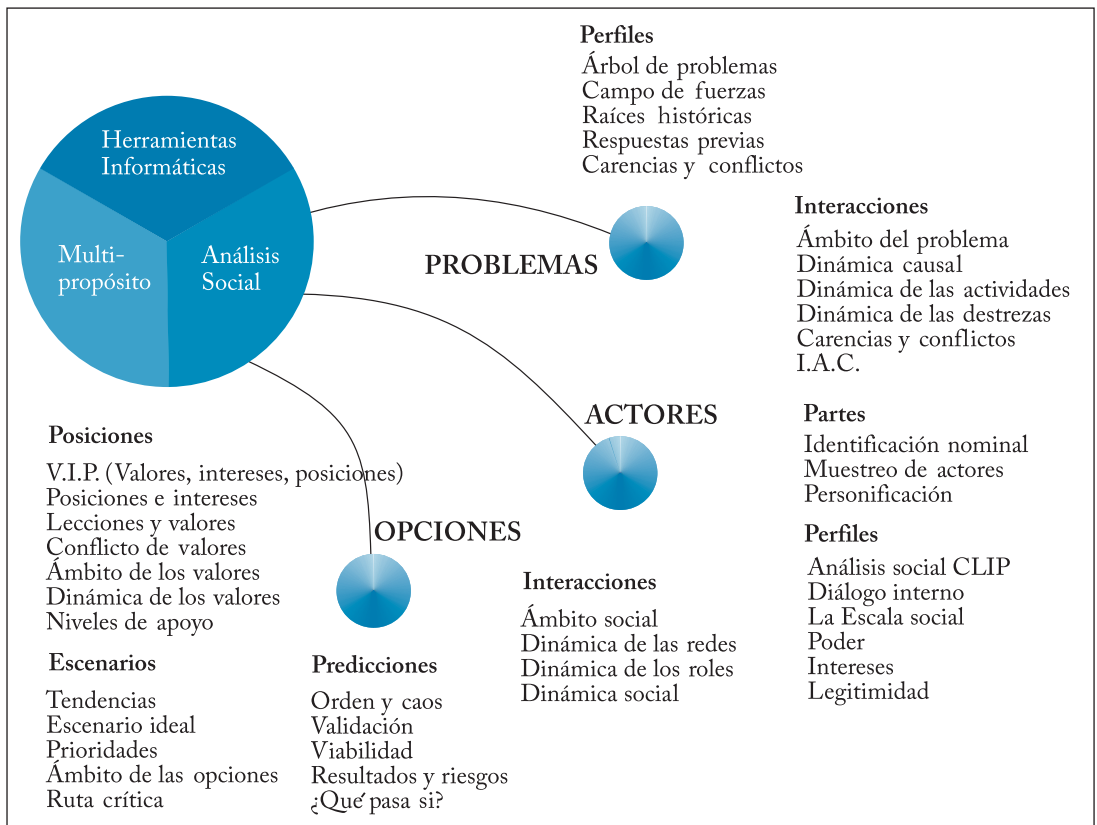 Herramientas
Informáticas
Multi-
propósito
Análisis
Social
PROBLEMAS
Perfiles
Árbol de problemas
Campo de fuerzas
Raíces históricas
Respuestas previas
Carencias y conflictos
Interacciones
Ámbito del problema
Dinámica causal
Dinámica de las actividades
Dinámica de las destrezas
Carencias y conflictos
I.A.C.
ACTORES
Partes
Identificación nominal
Muestreo de actores
Personificación
Perfiles
Análisis social CLIP
Diálogo interno
La Escala social
Poder
Intereses
Legitimidad
Interacciones
Ámbito social
Dinámica de las redes
Dinámica de los roles
Dinámica social
OPCIONES
Posiciones
V.I.P. (Valores, intereses, posiciones)
Posiciones e intereses
Lecciones y valores
Conflicto de valores
Ámbito de los valores
Dinámica de los valores
Niveles de apoyo
Escenarios
Tendencias
Escenario ideal
Prioridades
Ámbito de las opciones
Ruta crítica
Predicciones
Orden y caos
Validación
Viabilidad
Resultados y riesgos
¿Qué pasa si?